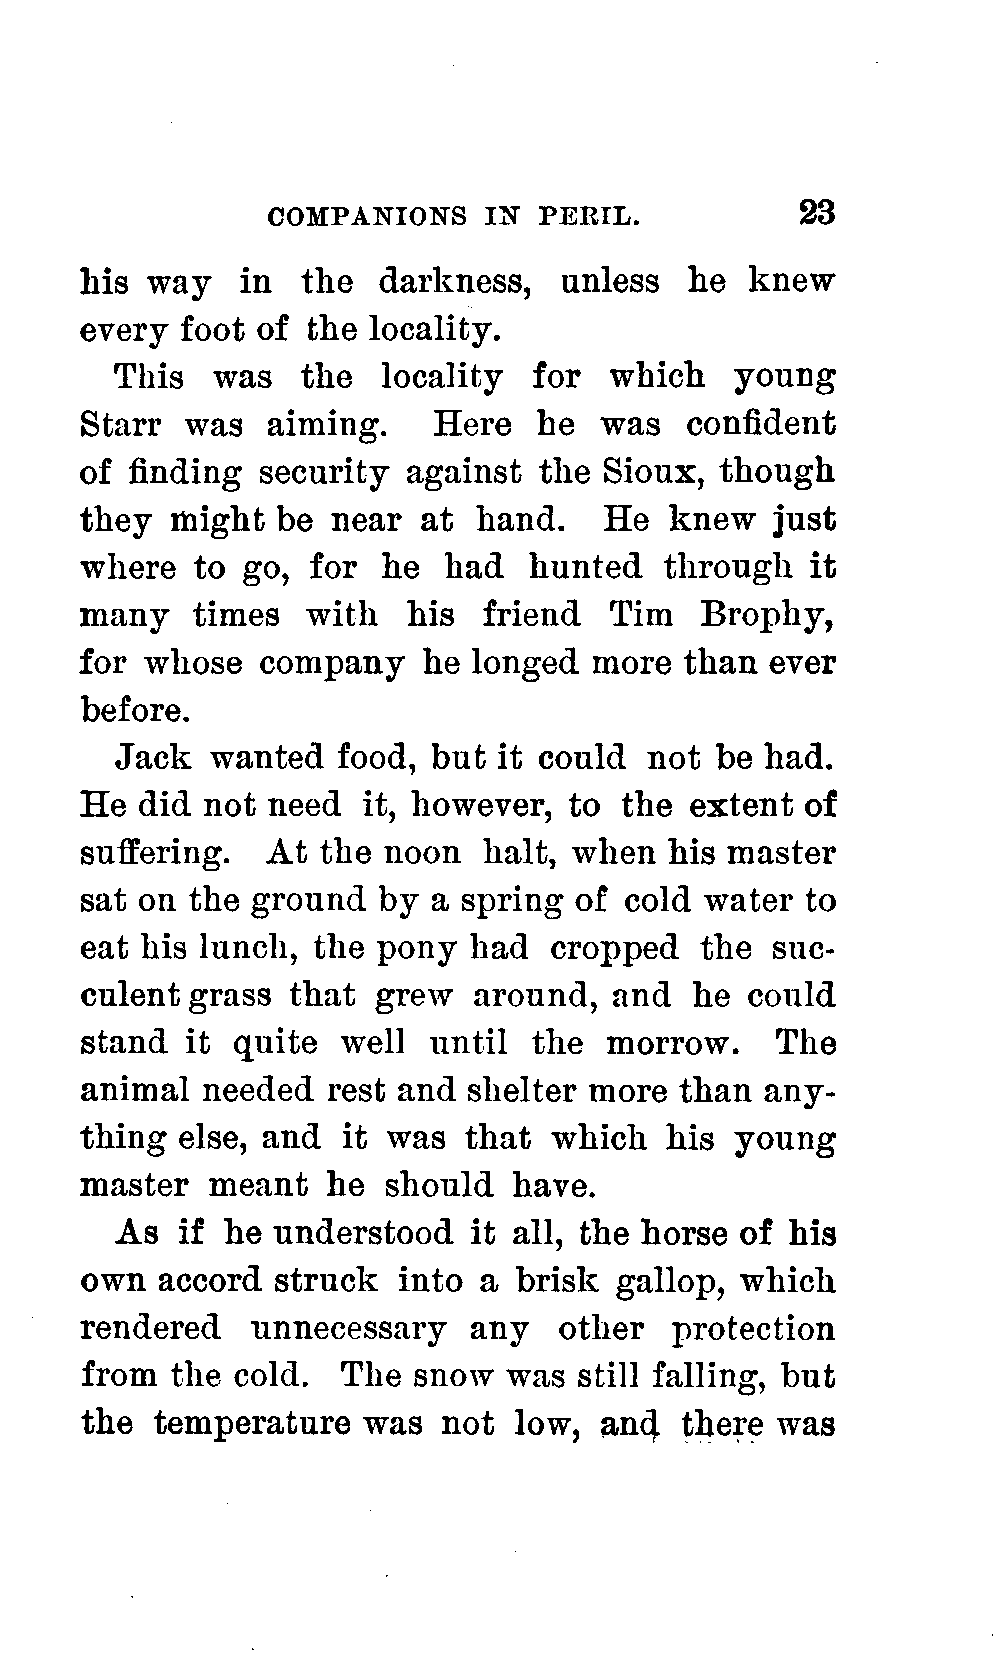 COMPANIONS IN PERIL. 23
his way in the darkness, unless he knew
every foot of the locality.
This was the locality for which young
Starr was aiming. Here he was confident
of finding security against the Sioux, though
they might be near at hand. He knew just
where to go, for he had hunted through it
many times with his friend Tim Brophy,
for whose company he longed more than ever
before.
Jack wanted food, but it could not be had.
He did not need it, however, to the extent of
suffering. At the noon halt, when his master
sat on the ground by a spring of cold water to
eat his lunch, the pony had cropped the suc-
culent grass that grew around, and he could
stand it quite well until the morrow. The
animal needed rest and shelter more than any-
thing else, and it was that which his young
master meant he should have.
As if he understood it all, the horse of his
own accord struck into a brisk gallop, which
rendered unnecessary any other protection
from the cold. The snow was still falling, but
the temperature was not low, and there was